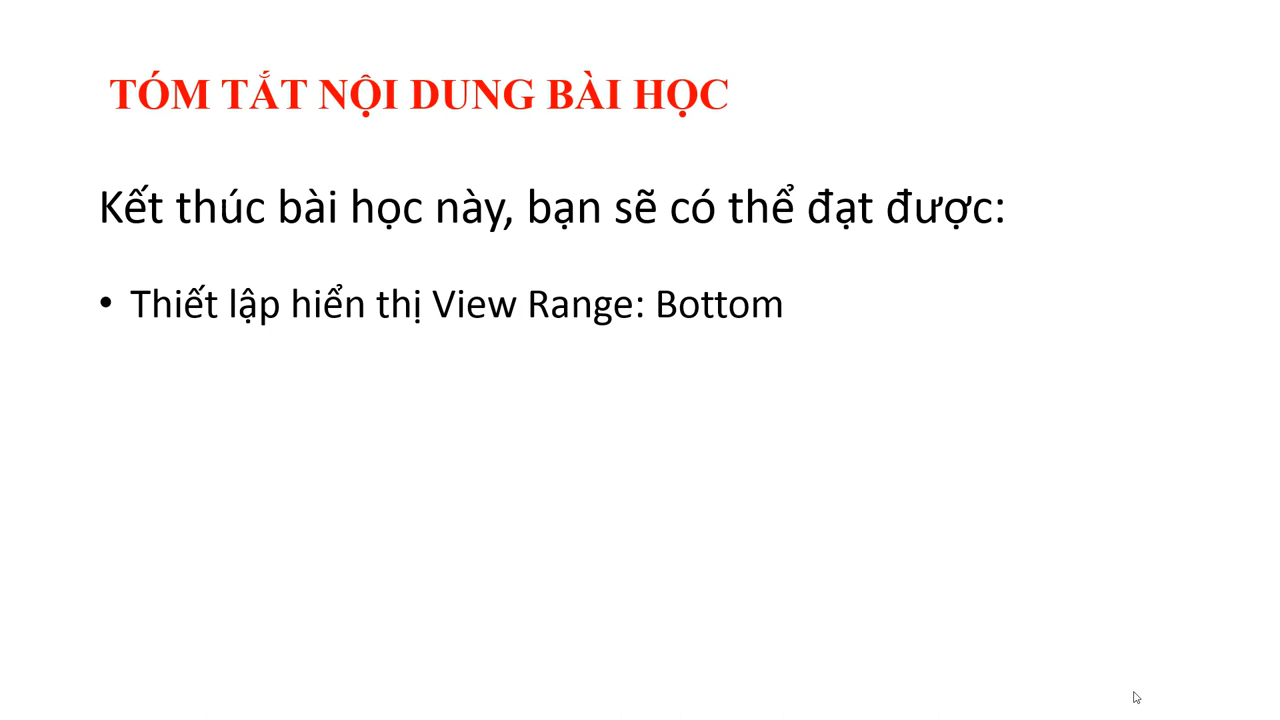 TÓM TẮT NỘI DUNG BÀI HỌC
Kết thúc bài học này, bạn sẽ có thể đạt được:
• Thiết lập hiển thị View Range: Bottom